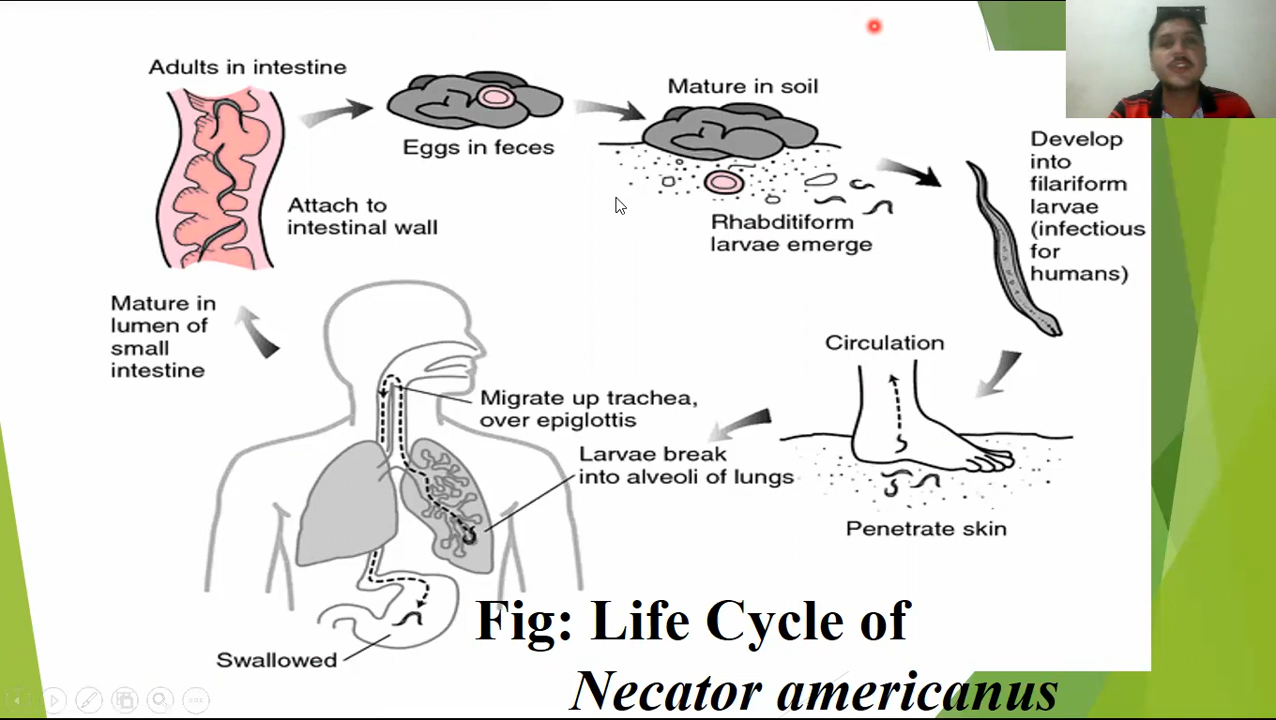 Adults in intestine
Eggs in feces
Mature in soil
Rhabditiform
larvae emerge
Develop
into
filariform
larvae
(infectious
for
humans)
Attach to
intestinal wall
Mature in
lumen of
small
intestine
Circulation
Penetrate skin
Migrate up trachea,
over epiglottis
Larvae break
into alveoli of lungs
Swallowed
Fig: Life Cycle of
Necator americanus